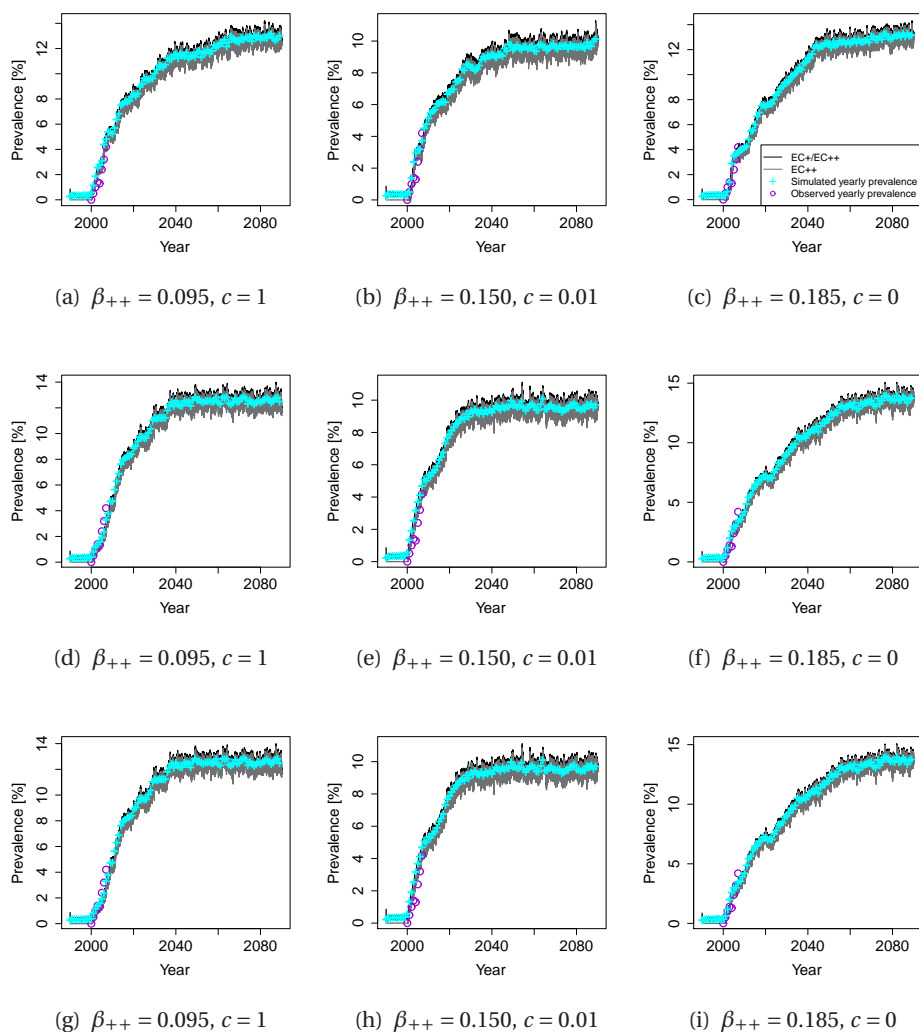 Prevalence [%]
0 2 4 6 8 10 12
2000 2040 2080
Year
(a) β++ = 0.095, c = 1
Prevalence [%]
0 2 4 6 8 10
2000 2040 2080
Year
(b) β++ = 0.150, c = 0.01
Prevalence [%]
0 2 4 6 8 10 12
EC+/EC++
EC++
Simulated yearly prevalence
Observed yearly prevalence
2000 2040 2080
Year
(c) β++ = 0.185, c = 0
Prevalence [%]
0 2 4 6 8 10 14
2000 2040 2080
Year
(d) β++ = 0.095, c = 1
Prevalence [%]
0 2 4 6 8 10
2000 2040 2080
Year
(e) β++ = 0.150, c = 0.01
Prevalence [%]
0 5 10 15
2000 2040 2080
Year
(f) β++ = 0.185, c = 0
Prevalence [%]
0 2 4 6 8 10 14
2000 2040 2080
Year
(g) β++ = 0.095, c = 1
Prevalence [%]
0 2 4 6 8 10
2000 2040 2080
Year
(h) β++ = 0.150, c = 0.01
Prevalence [%]
0 5 10 15
2000 2040 2080
Year
(i) β++ = 0.185, c = 0